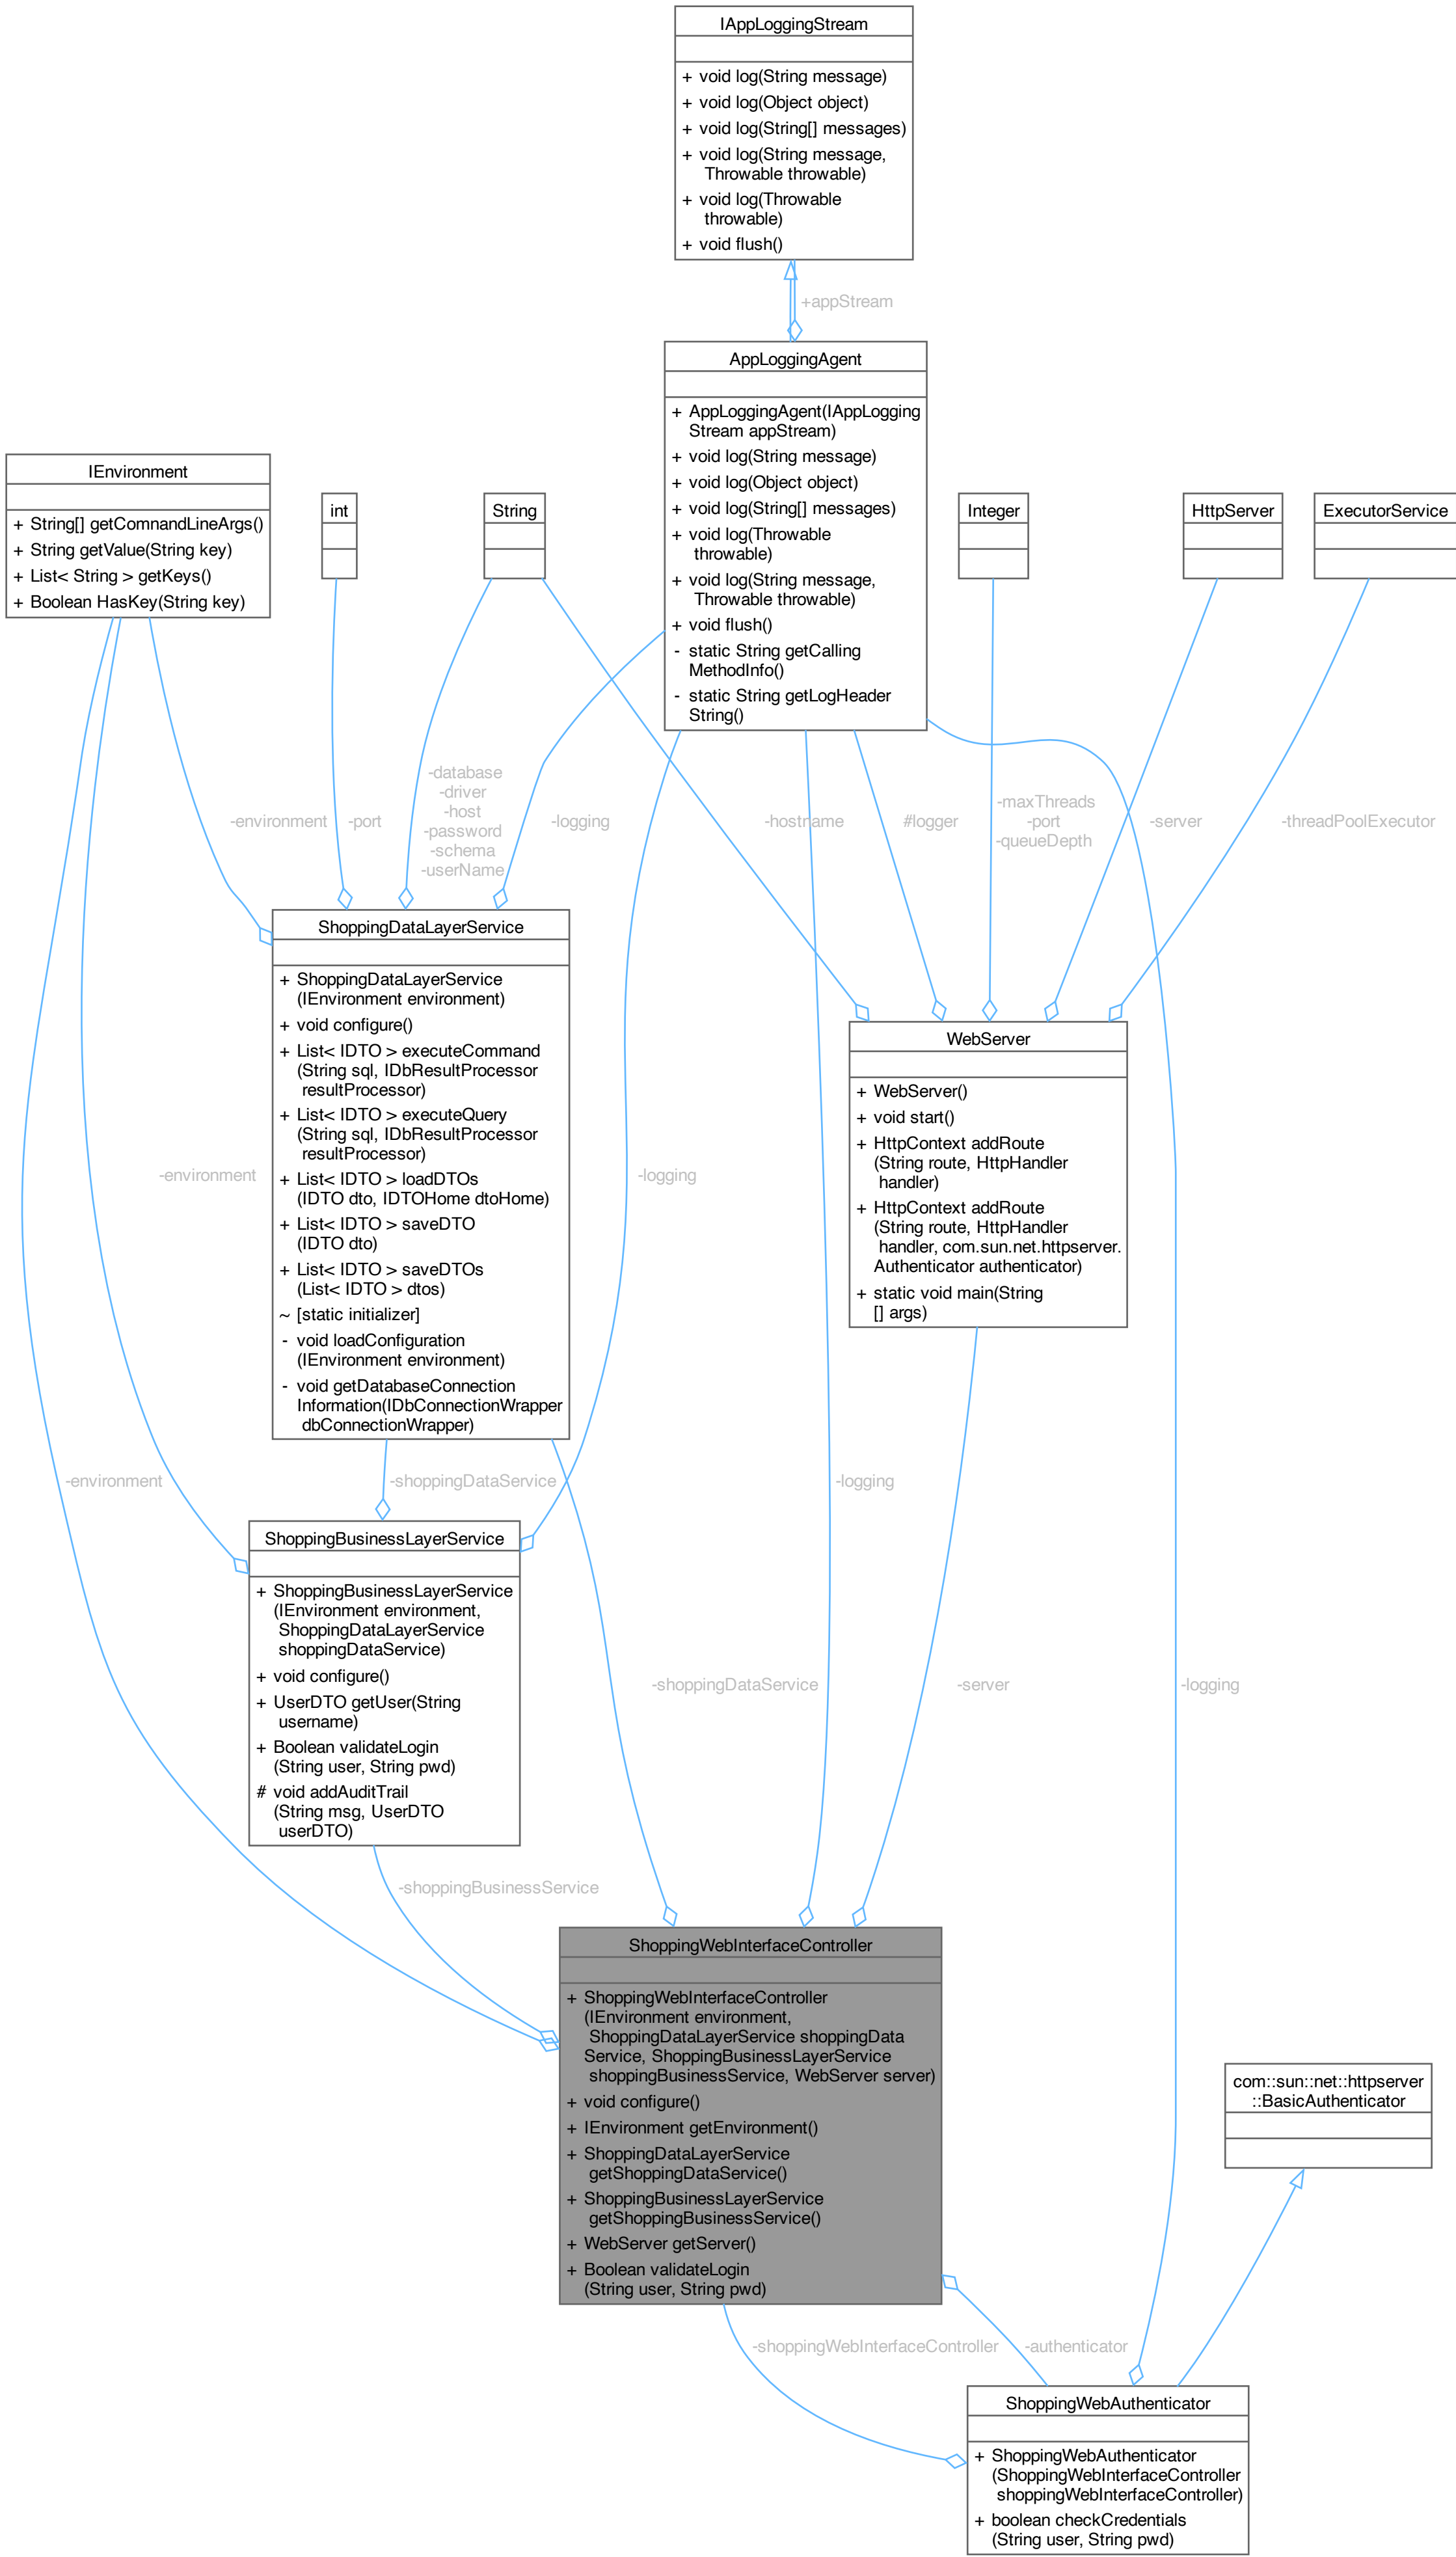 IAppLoggingStream
+ void log(String message)
+ void log(Object object)
+ void log(String[] messages)
+ void log(String message,
Throwable throwable)
+ void log(Throwable
throwable)
+ void flush()
+appStream
AppLoggingAgent
+ AppLoggingAgent(IAppLogging
Stream appStream)
+ void log(String message)
+ void log(Object object)
+ void log(String[] messages)
+ void log(Throwable
throwable)
+ void log(String message,
Throwable throwable)
+ void flush()
- static String getCalling
MethodInfo()
- static String getLogHeader
String()
IEnvironment
+ String[] getComnandLineArgs()
+ String getValue(String key)
+ List< String > getKeys()
+ Boolean HasKey(String key)
int
String
Integer
HttpServer
ExecutorService
-environment
-port
-database
-driver
-host
-password
-schema
-userName
-logging
-hostname
#logger
-maxThreads
-port
-queueDepth
-server
-threadPoolExecutor
ShoppingDataLayerService
+ ShoppingDataLayerService
(IEnvironment environment)
+ void configure()
+ List< IDTO > executeCommand
(String sql, IDbResultProcessor
resultProcessor)
+ List< IDTO > executeQuery
(String sql, IDbResultProcessor
resultProcessor)
+ List< IDTO > loadDTOs
(IDTO dto, IDTOHome dtoHome)
+ List< IDTO > saveDTO
(IDTO dto)
+ List< IDTO > saveDTOs
(List< IDTO > dtos)
~ [static initializer]
- void loadConfiguration
(IEnvironment environment)
- void getDatabaseConnection
Information(IDbConnectionWrapper
dbConnectionWrapper)
WebServer
+ WebServer()
+ void start()
+ HttpContext addRoute
(String route, HttpHandler
handler)
+ HttpContext addRoute
(String route, HttpHandler
handler, com.sun.net.httpserver.
Authenticator authenticator)
+ static void main(String
[] args)
-environment
-logging
-environment
-shoppingDataService
-logging
ShoppingBusinessLayerService
+ ShoppingBusinessLayerService
(IEnvironment environment,
ShoppingDataLayerService
shoppingDataService)
+ void configure()
+ UserDTO getUser(String
username)
+ Boolean validateLogin
(String user, String pwd)
# void addAuditTrail
(String msg, UserDTO
userDTO)
-shoppingDataService
-server
-logging
-shoppingBusinessService
ShoppingWebInterfaceController
+ ShoppingWebInterfaceController
(IEnvironment environment,
ShoppingDataLayerService shoppingData
Service, ShoppingBusinessLayerService
shoppingBusinessService, WebServer server)
+ void configure()
+ IEnvironment getEnvironment()
+ ShoppingDataLayerService
getShoppingDataService()
+ ShoppingBusinessLayerService
getShoppingBusinessService()
+ WebServer getServer()
+ Boolean validateLogin
(String user, String pwd)
com::sun::net::httpserver
::BasicAuthenticator
-shoppingWebInterfaceController
-authenticator
ShoppingWebAuthenticator
+ ShoppingWebAuthenticator
(ShoppingWebInterfaceController
shoppingWebInterfaceController)
+ boolean checkCredentials
(String user, String pwd)